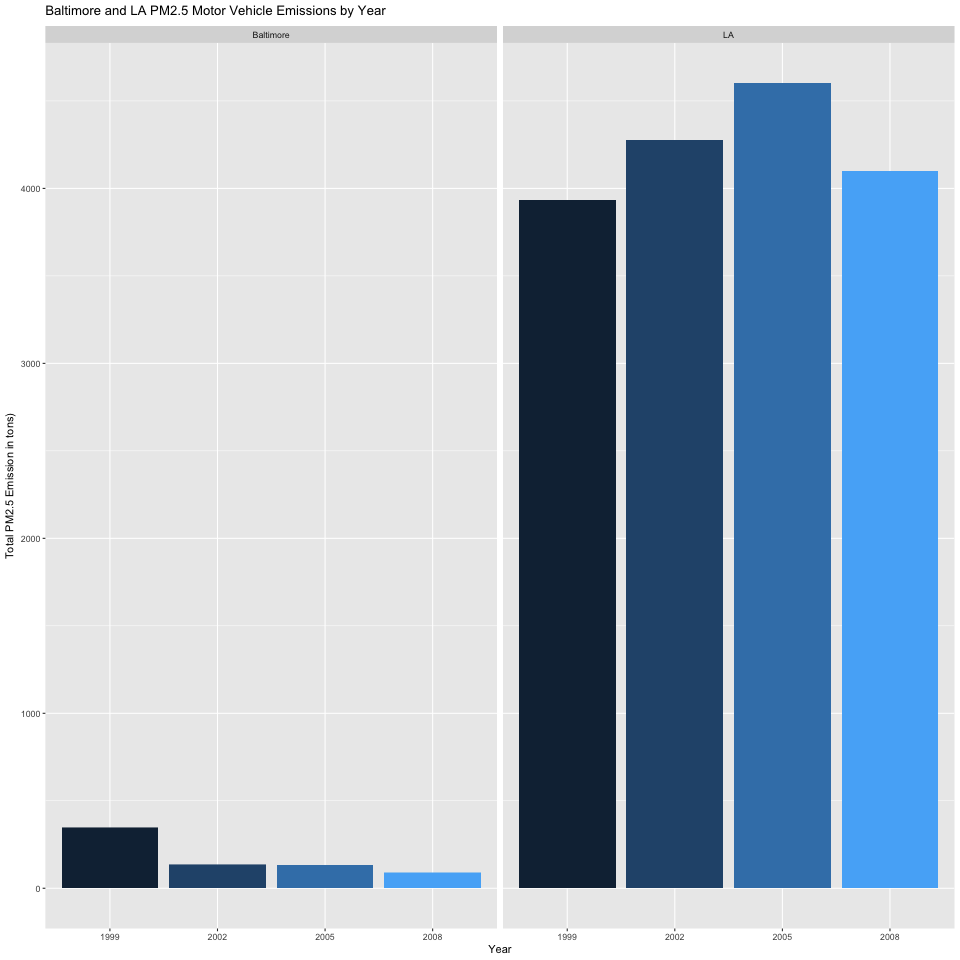 Baltimore and LA PM2.5 Motor Vehicle Emissions by Year
Baltimore
LA
Total PM2.5 Emission in tons)
4000
3000
2000
1000
0
1999 2002 2005 2008
1999 2002 2005 2008
Year